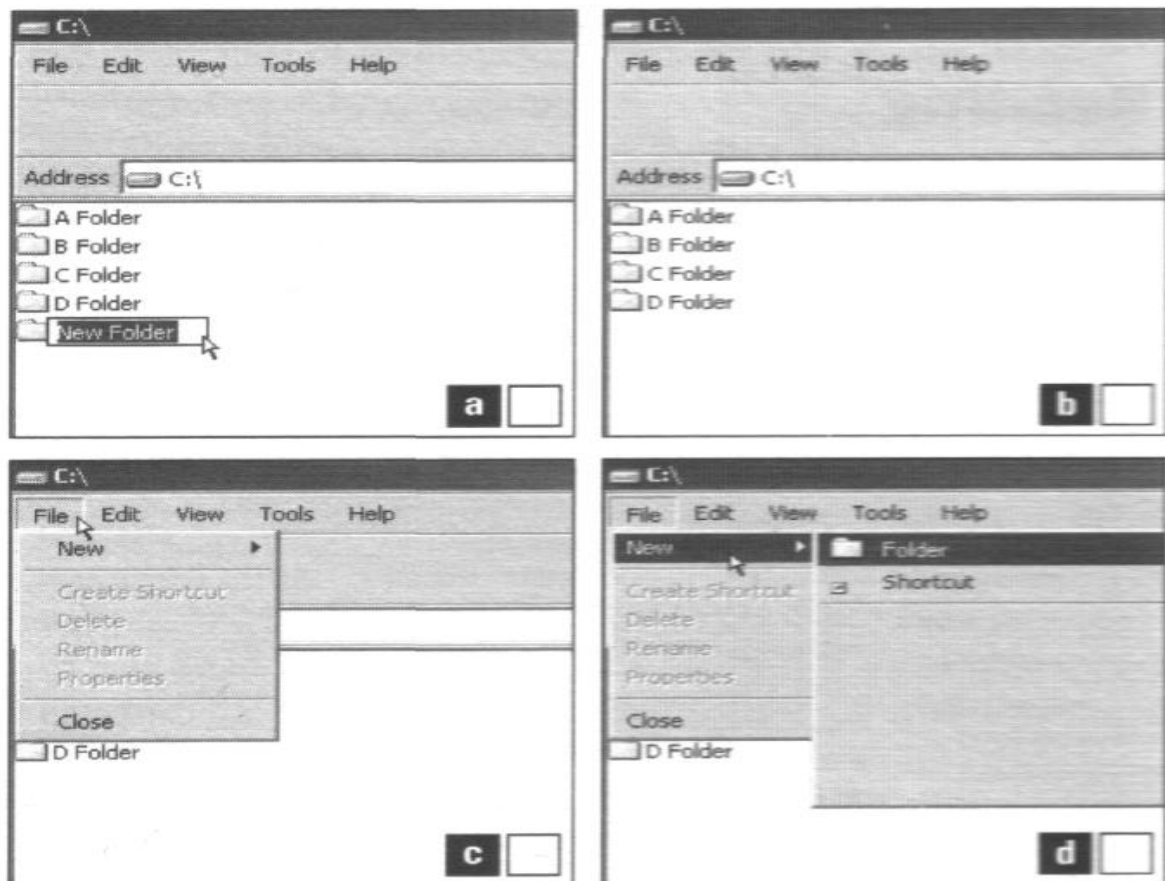 C:\
File Edit View Tools Help
Address C:\
A Folder
B Folder
C Folder
D Folder
New Folder
a
C:\
File Edit View Tools Help
Address C:\
A Folder
B Folder
C Folder
D Folder
b
C:\
File Edit View Tools Help
New
Create Shortcut
Delete
Rename
Properties
Close
D Folder
c
C:\
File Edit View Tools Help
New Folder
Create Shortcut Shortcut
Delete
Rename
Properties
Close
D Folder
d